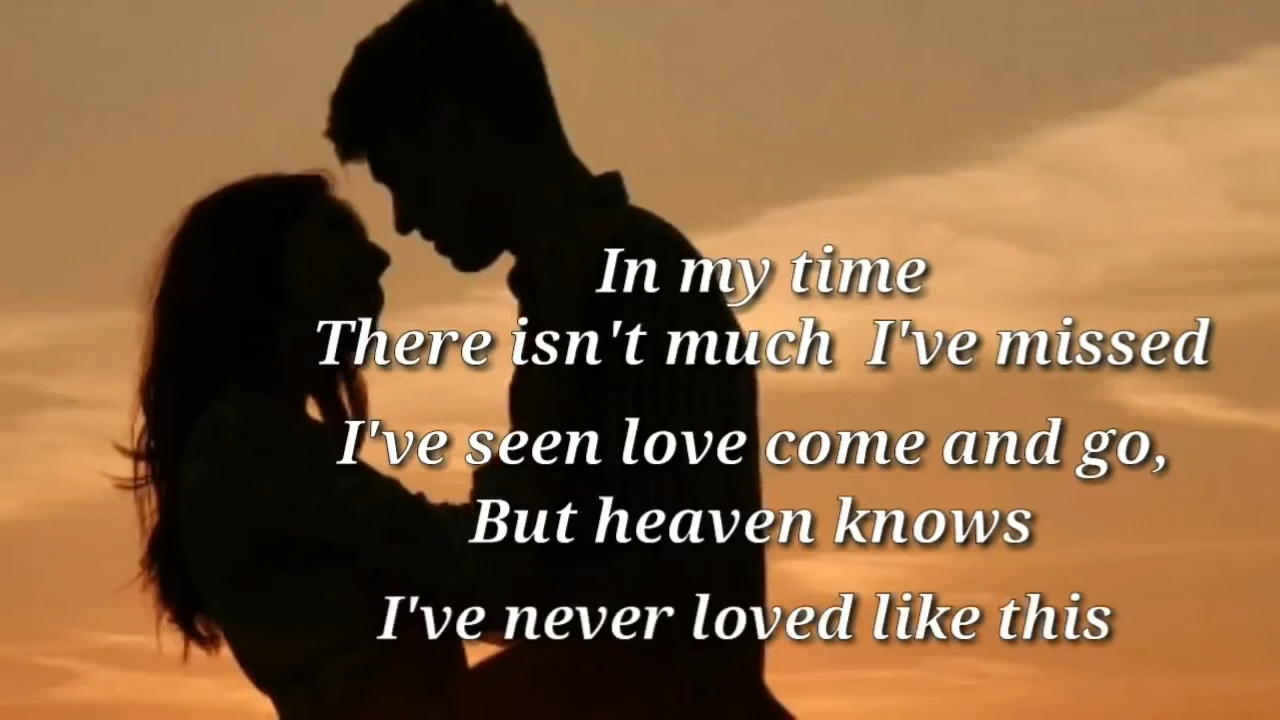 In my time
There isn't much I've missed
I've seen love come and go,
But heaven knows
I've never loved like this